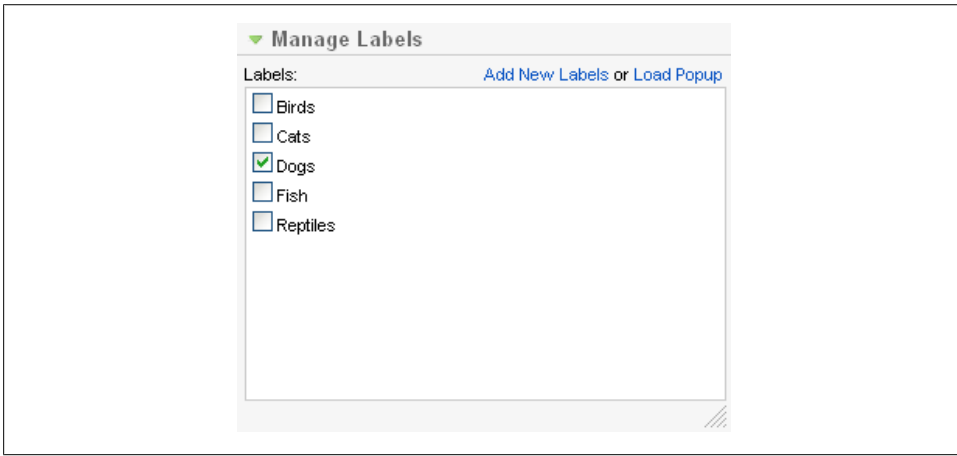 Manage Labels
Labels: Add New Labels or Load Popup
Birds
Cats
Dogs
Fish
Reptiles